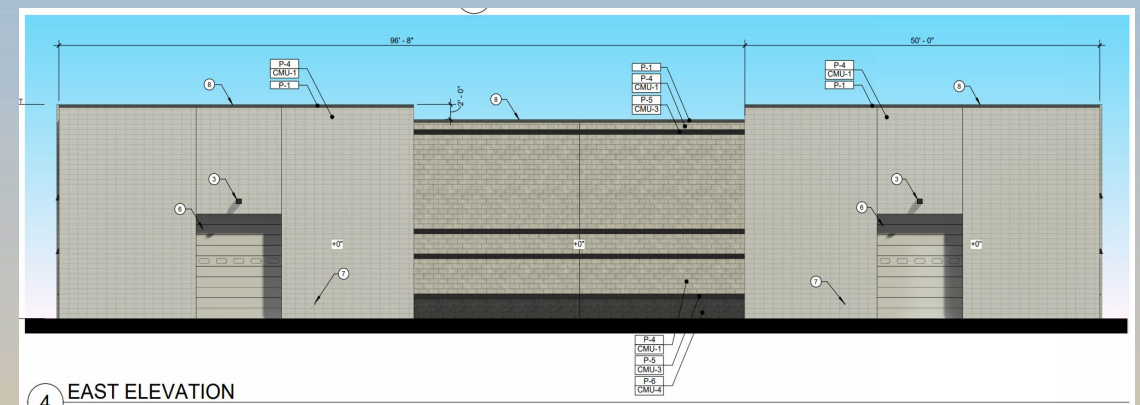 96' - 8"
50' - 0"
P-4
CMU-1
P-1
8
2' - 0"
8
P-1
P-4
CMU-1
P-5
CMU-3
P-4
CMU-1
P-1
8
3
6
+0"
7
+0"
3
6
+0"
7
P-4
CMU-1
P-5
CMU-3
P-6
CMU-4
4
EAST ELEVATION